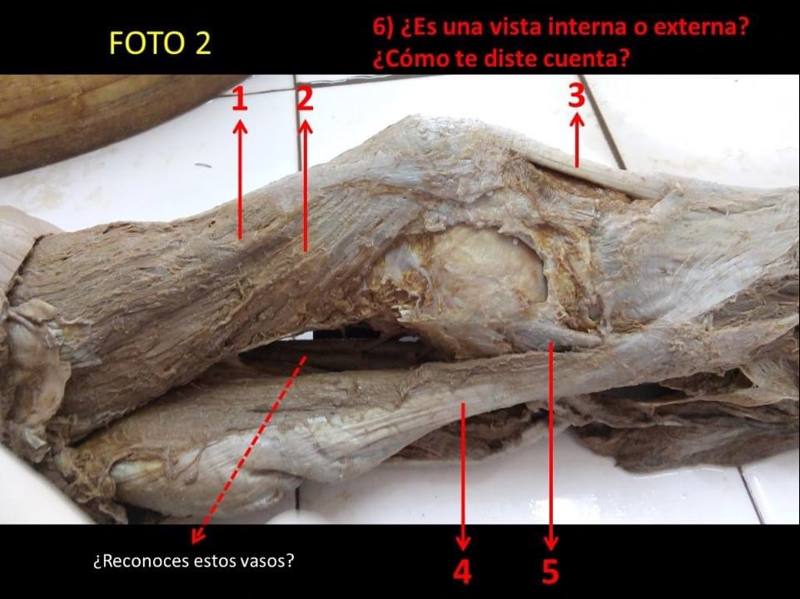 FOTO 2
6) ¿Es una vista interna o externa?
¿Cómo te diste cuenta?
1
2
3
¿Reconoces estos vasos?
4
5